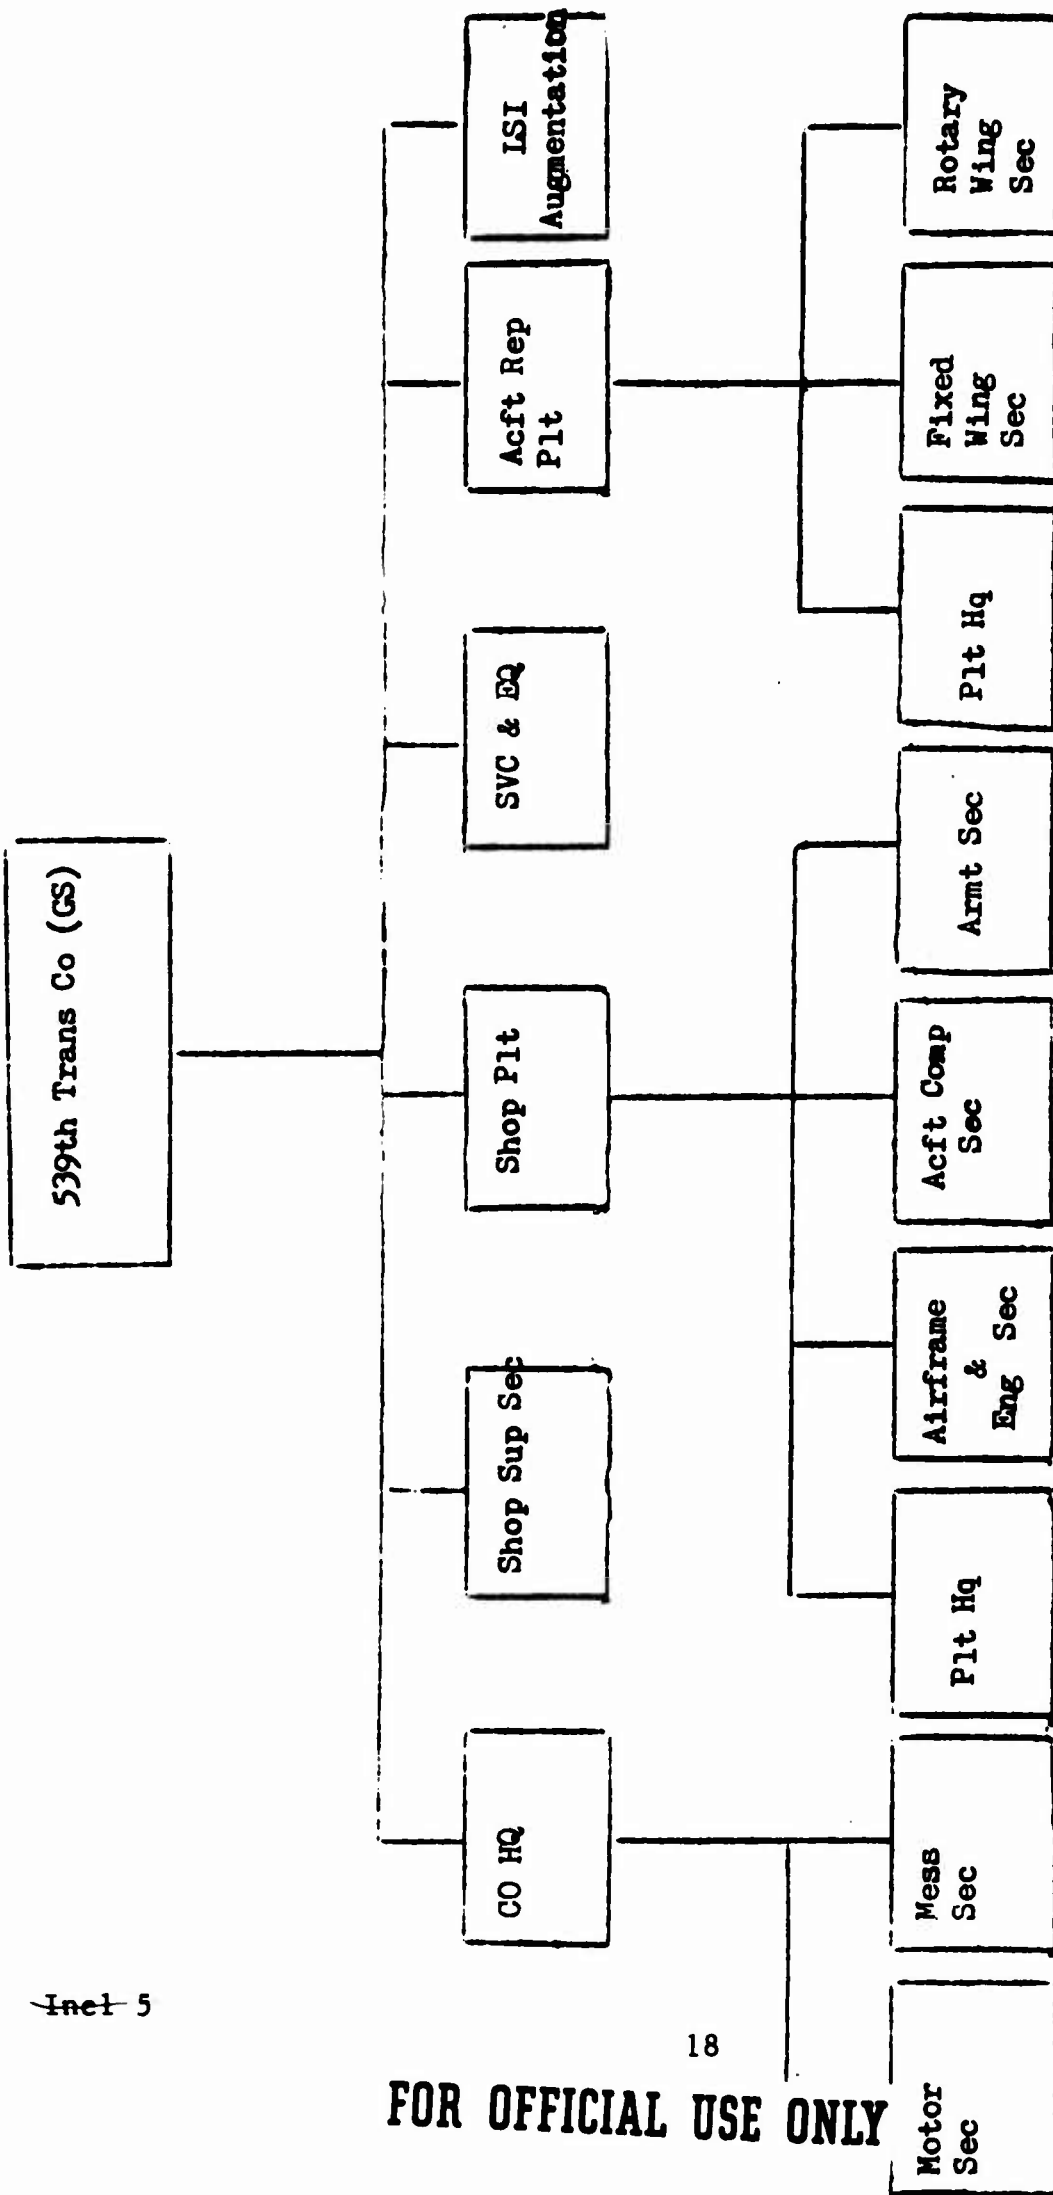 539th Trans Co (GS)
CO HQ
Shop Sup Sec
Shop Plt
SVC & EQ
Acft Rep
Plt
LSI
Augmentation
Motor
Sec
Mess
Sec
Plt Hq
Airframe
&
Eng Sec
Acft Comp
Sec
Armt Sec
Plt Hq
Fixed
Wing
Sec
Rotary
Wing
Sec
Incl 5
18
FOR OFFICIAL USE ONLY